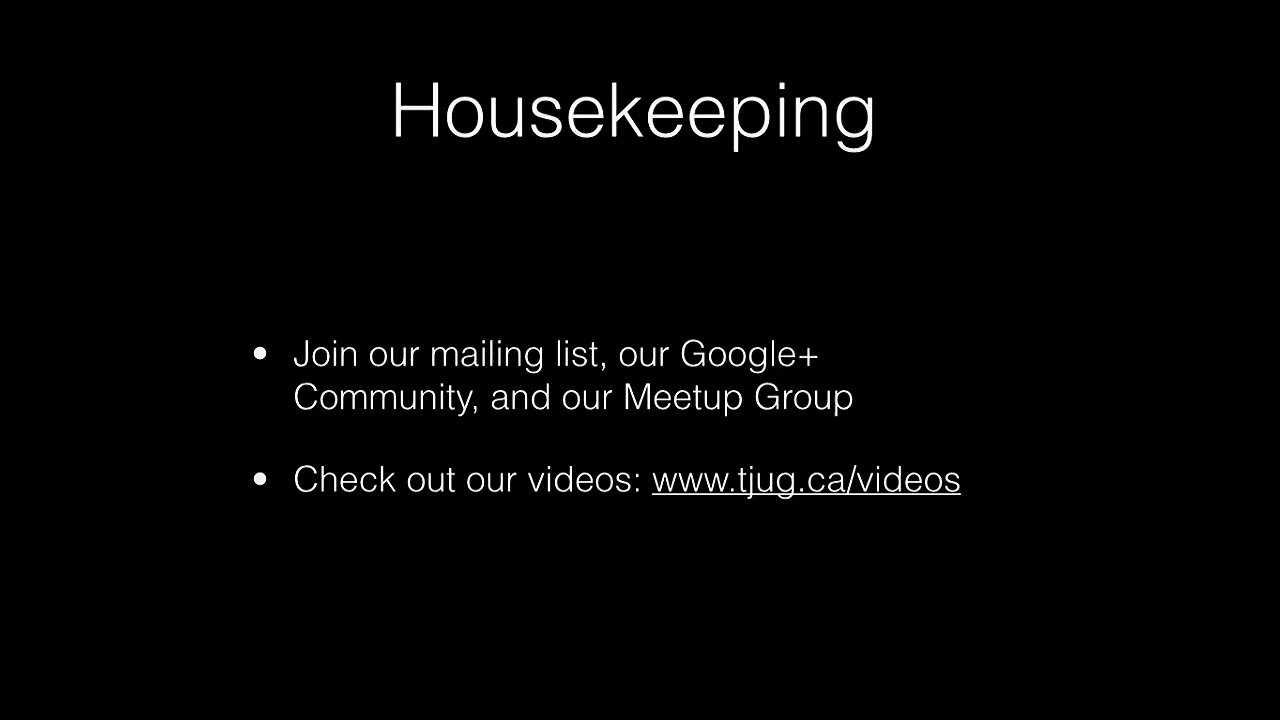 Housekeeping
• Join our mailing list, our Google+
Community, and our Meetup Group
• Check out our videos: www.tjug.ca/videos